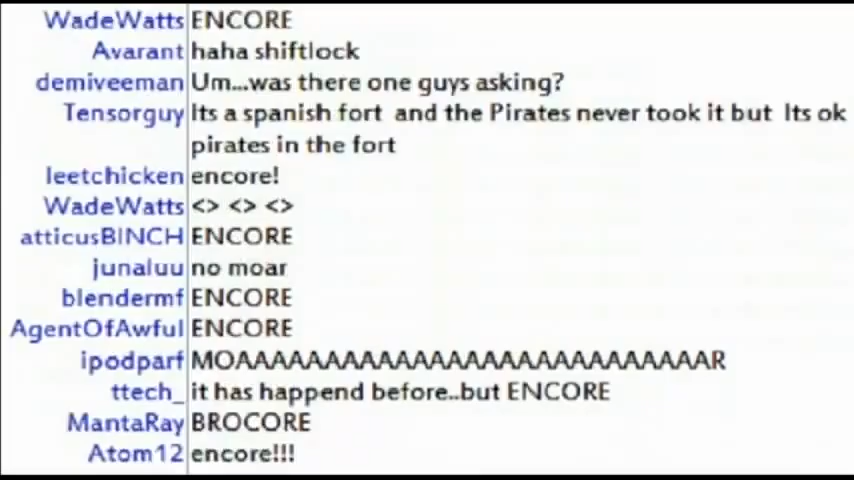 WadeWatts ENCORE
Avarant haha shiftlock
demiveeman Um...was there one guys asking?
Tensorguy Its a spanish fort and the Pirates never took it but Its ok
pirates in the fort
leetchicken encore!
WadeWatts <> <> <>
atticusBINCH ENCORE
junaluu no moar
blendermf ENCORE
AgentOfAwful ENCORE
ipodparf MOAAAAAAAAAAAAAAAAAAAAAAAAAAAR
ttech_ it has happend before..but ENCORE
MantaRay BROCORE
Atom12 encore!!!